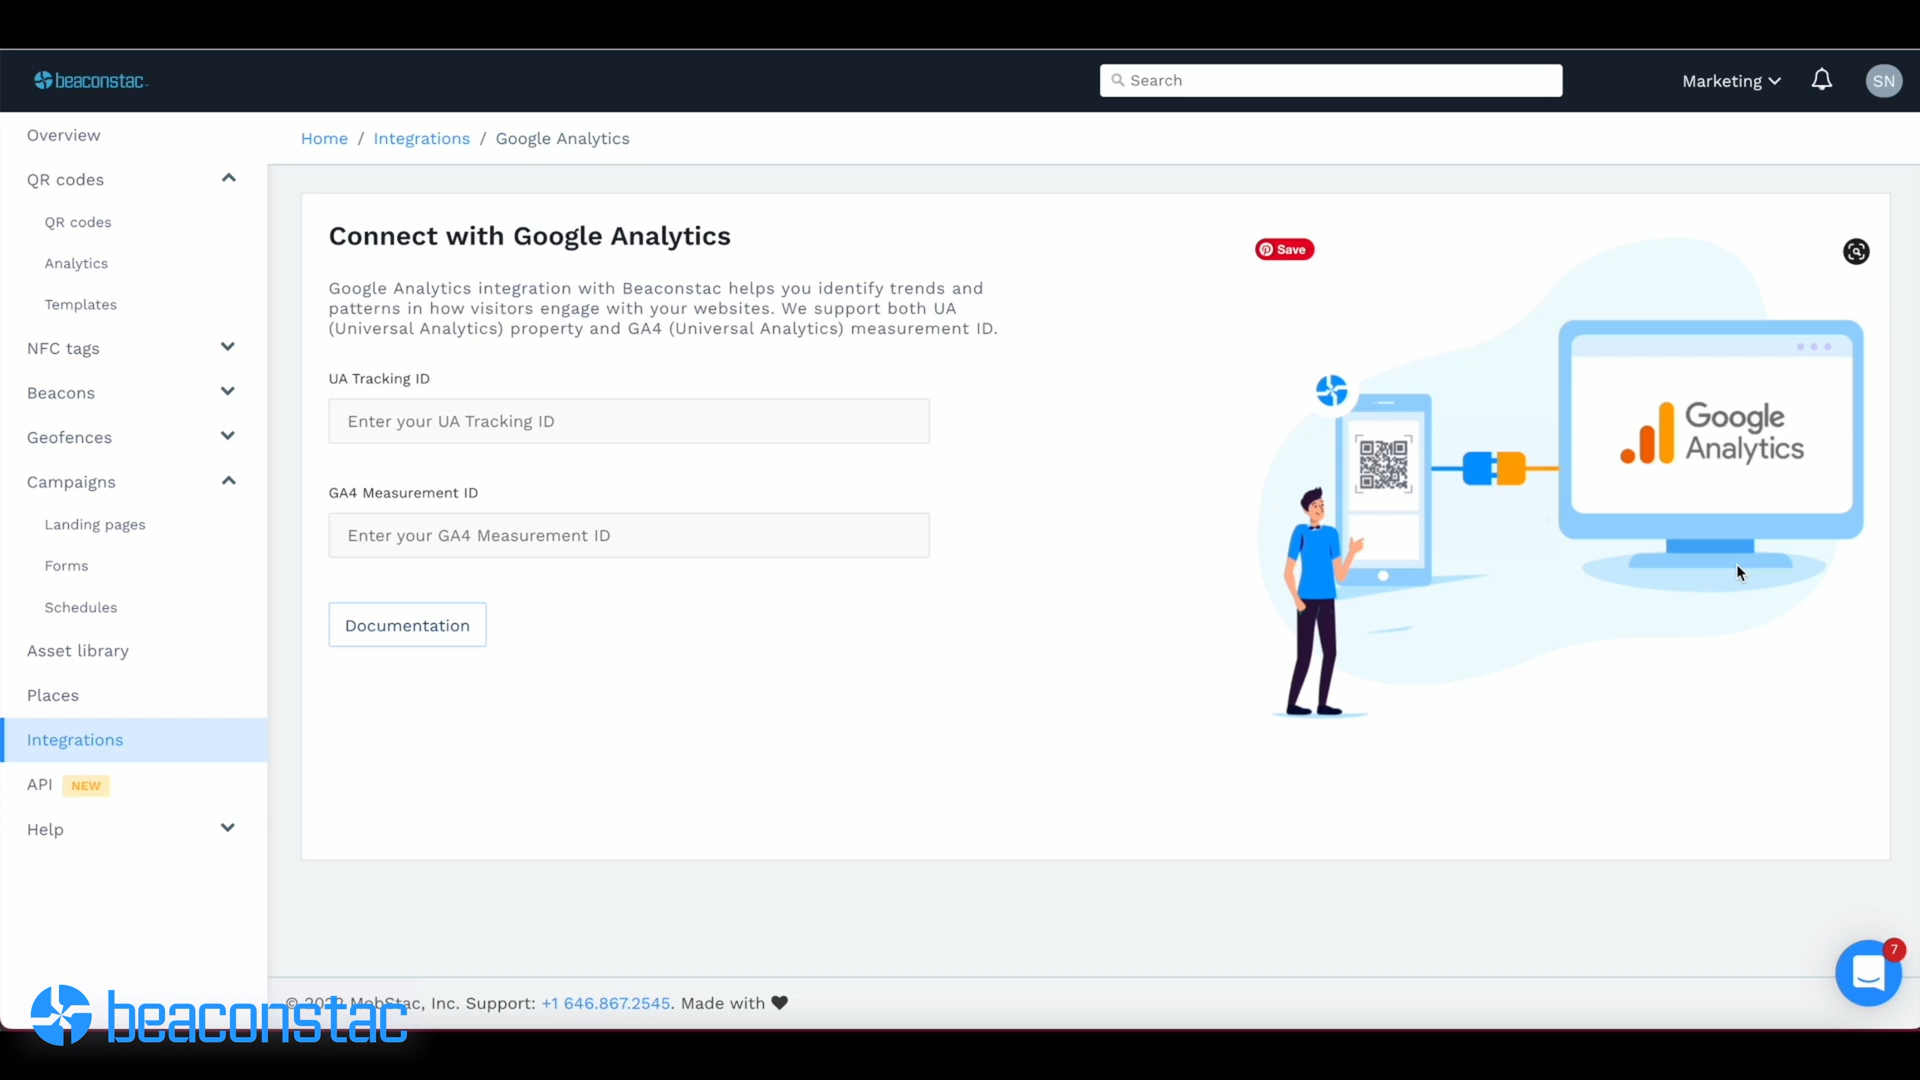 beaconstac
Search
Marketing
SN
Overview
QR codes
QR codes
Analytics
Templates
NFC tags
Beacons
Geofences
Campaigns
Landing pages
Forms
Schedules
Asset library
Places
Integrations
API NEW
Help
Home / Integrations / Google Analytics
Connect with Google Analytics
Google Analytics integration with Beaconstac helps you identify trends and
patterns in how visitors engage with your websites. We support both UA
(Universal Analytics) property and GA4 (Universal Analytics) measurement ID.
UA Tracking ID
Enter your UA Tracking ID
GA4 Measurement ID
Enter your GA4 Measurement ID
Documentation
Save
Google
Analytics
7
© MobStac, Inc. Support: +1 646.867.2545. Made with
beaconstac